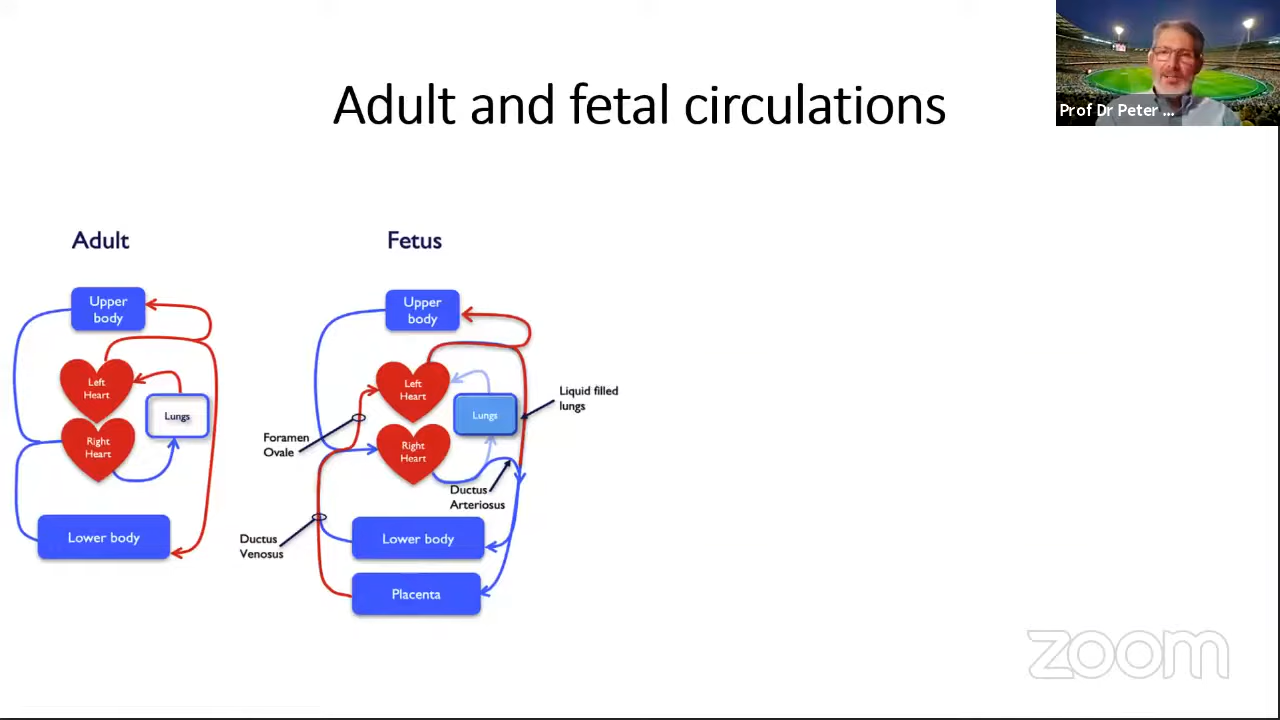 Prof Dr Peter ...
Adult and fetal circulations
Adult
Upper
body
Left
Heart
Lungs
Right
Heart
Lower body
Fetus
Upper
body
Left
Heart
Lungs
Liquid filled
lungs
Foramen
Ovale
Right
Heart
Ductus
Arteriosus
Ductus
Venosus
Lower body
Placenta
zoom